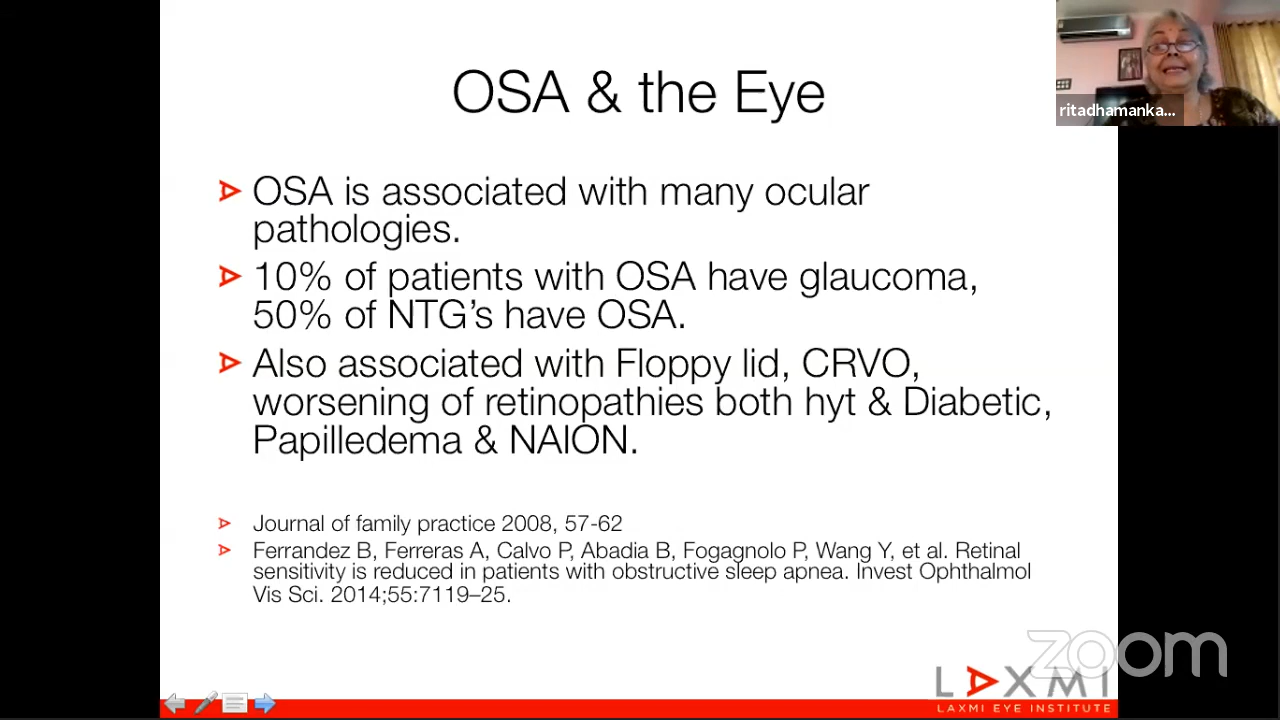 OSA & the Eye
ritadhamanka...
OSA is associated with many ocular
pathologies.
10% of patients with OSA have glaucoma,
50% of NTG's have OSA.
Also associated with Floppy lid, CRVO,
worsening of retinopathies both hyt & Diabetic,
Papilledema & NAION.
Journal of family practice 2008, 57-62
Ferrandez B, Ferreras A, Calvo P, Abadia B, Fogagnolo P, Wang Y, et al. Retinal
sensitivity is reduced in patients with obstructive sleep apnea. Invest Ophthalmol
Vis Sci. 2014;55:7119–25.
zoom
LAXMI
LAXMI EYE INSTITUTE